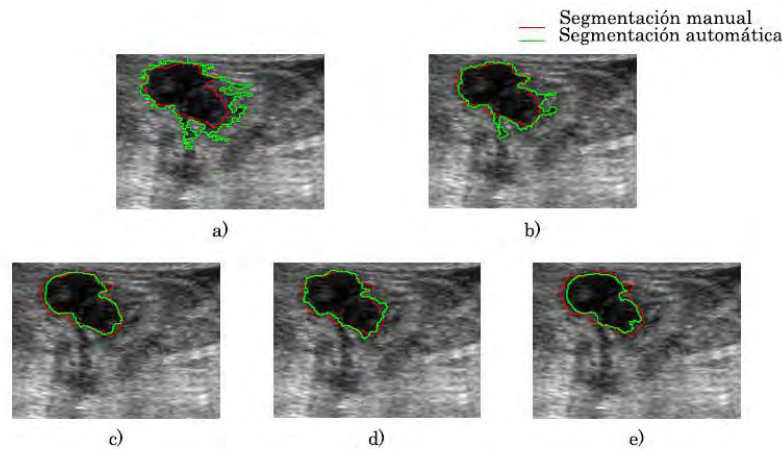 Segmentación manual
Segmentación automática
a)
b)
c)
d)
e)